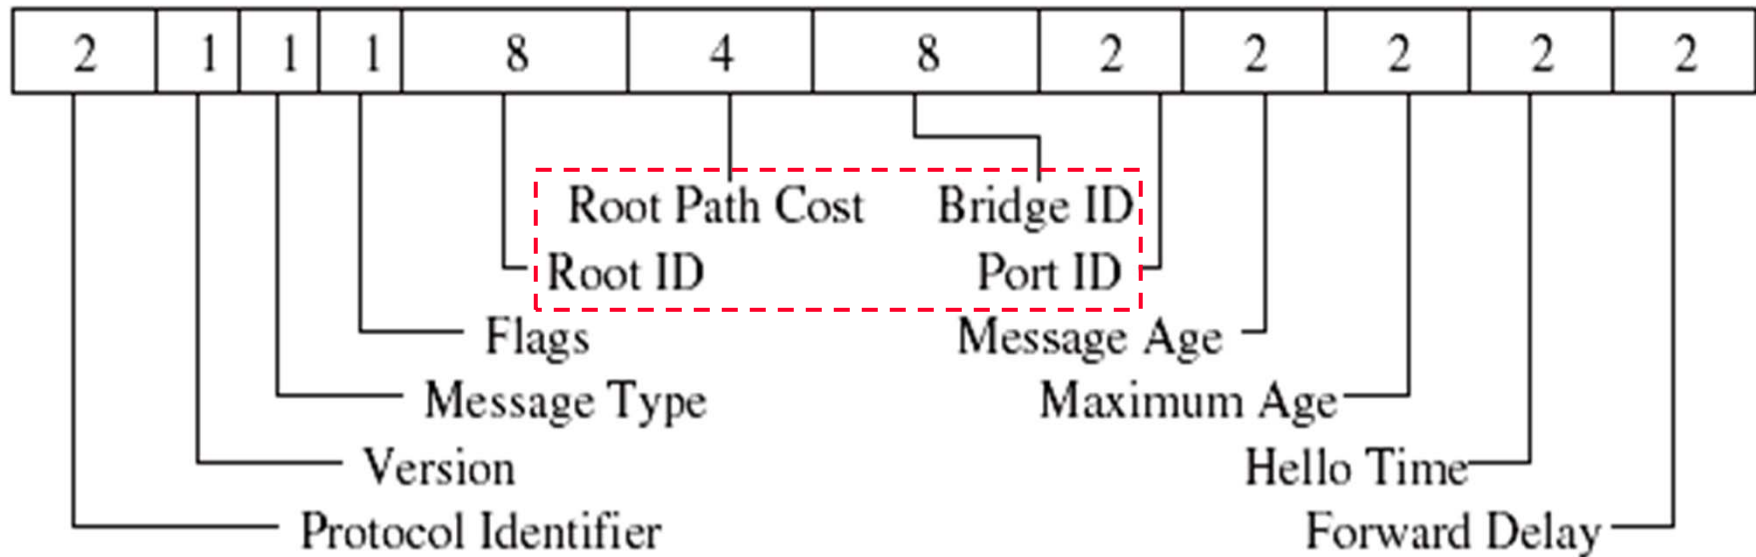 2 1 1 1 8 4 8 2 2 2 2 2
Root Path Cost Bridge ID
Root ID Port ID
Flags Message Age
Message Type Maximum Age
Version Hello Time
Protocol Identifier Forward Delay